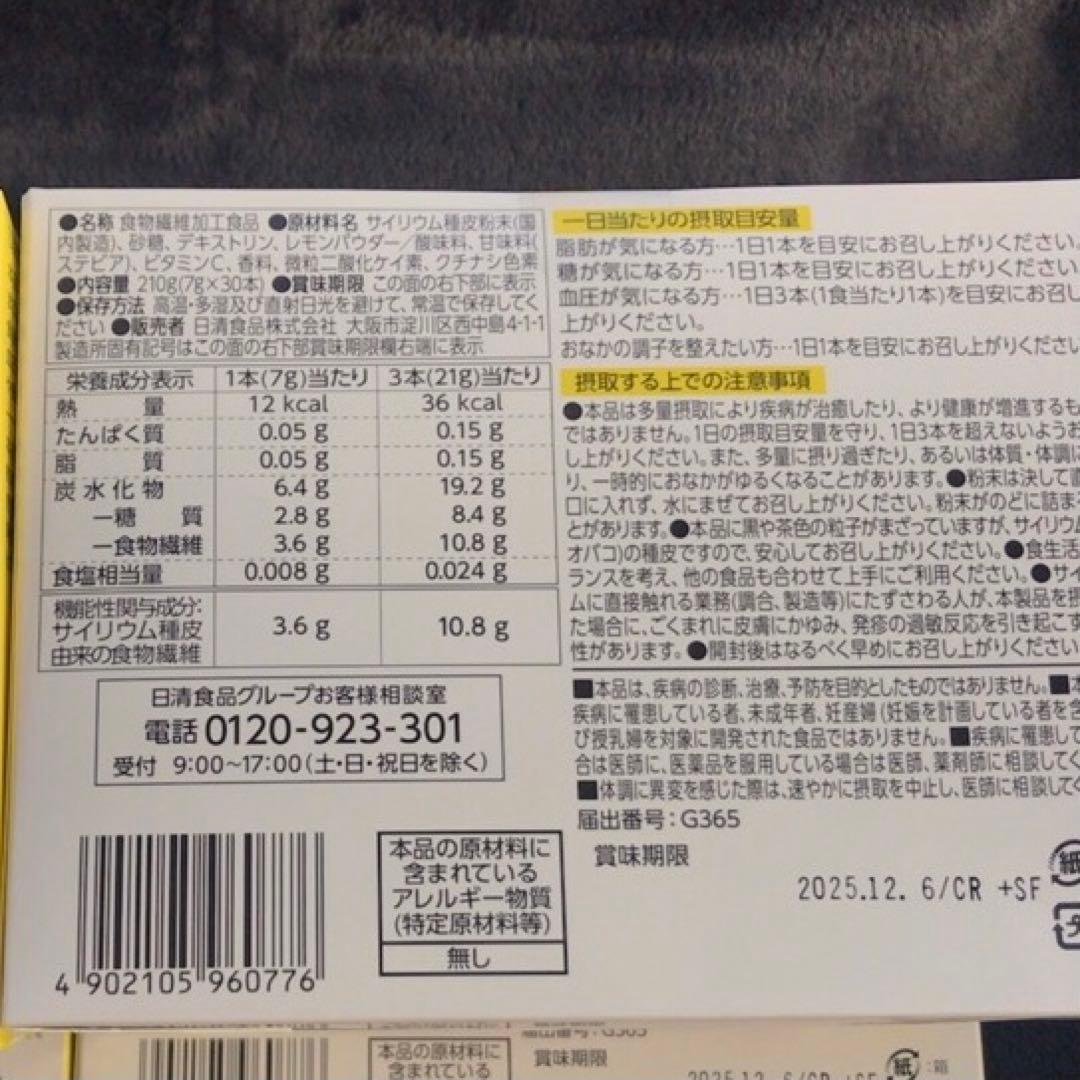 ●名称 食物繊維加工食品 ●原材料名 サイリウム種皮粉末(国
内製造)、砂糖、デキストリン、レモンパウダー／酸味料、甘味料(
ステビア)、ビタミンC、香料、微粒二酸化ケイ素、クチナシ色素
●内容量 210g(7g×30本) ●賞味期限 この面の右下部に表示
●保存方法 高温・多湿及び直射日光を避けて、常温で保存してく
ださい ●販売者 日清食品株式会社 大阪市淀川区西中島4-1-1
製造所固有記号はこの面の右下部賞味期限欄右端に表示
栄養成分表示 1本(7g)当たり 3本(21g)当たり
熱量 12 kcal 36 kcal
たんぱく質 0.05 g 0.15 g
脂質 0.05 g 0.15 g
炭水化物 6.4 g 19.2 g
－糖質 2.8 g 8.4 g
－食物繊維 3.6 g 10.8 g
食塩相当量 0.008 g 0.024 g
機能性関与成分:
サイリウム種皮 3.6 g 10.8 g
由来の食物繊維
日清食品グループお客様相談室
電話 0120-923-301
受付 9:00～17:00(土・日・祝日を除く)
4 902105 960776
本品の原材料に
含まれている
アレルギー物質
(特定原材料等)
無し
一日当たりの摂取目安量
脂肪が気になる方…1日1本を目安にお召し上がりください。
糖が気になる方…1日1本を目安にお召し上がりください
血圧が気になる方…1日3本(1食当たり1本)を目安にお召し
上がりください。
おなかの調子を整えたい方…1日1本を目安にお召し上がりください
摂取する上での注意事項
●本品は多量摂取により疾病が治癒したり、より健康が増進するも
ではありません。1日の摂取目安量を守り、1日3本を超えないようお
し上がりください。また、多量に摂り過ぎたり、あるいは体質・体調に
り、一時的におなかがゆるくなることがあります。●粉末は決して直
口に入れず、水にまぜてお召し上がりください。粉末がのどに詰ま
とがあります。●本品に黒や茶色の粒子がまざっていますが、サイリウム
オバコ)の種皮ですので、安心してお召し上がりください。●食生活
ランスを考え、他の食品も合わせて上手にご利用ください。●サイ
ムに直接触れる業務(調合、製造等)にたずさわる人が、本製品を摂
た場合に、ごくまれに皮膚にかゆみ、発疹の過敏反応を引き起こす
性があります。●開封後はなるべく早めにお召し上がりください
■本品は、疾病の診断、治療、予防を目的としたものではありません。■本
疾病に罹患している者、未成年者、妊産婦(妊娠を計画している者を含
び授乳婦を対象に開発された食品ではありません。■疾病に罹患して
合は医師に、医薬品を服用している場合は医師、薬剤師に相談してく
■体調に異変を感じた際は、速やかに摂取を中止し、医師に相談してく
届出番号:G365
賞味期限
2025.12. 6/CR +SF
紙
プ
届出番号:G365
本品の原材料に
含まれている
賞味期限
2025.12. 6/CR +SF
紙 :箱